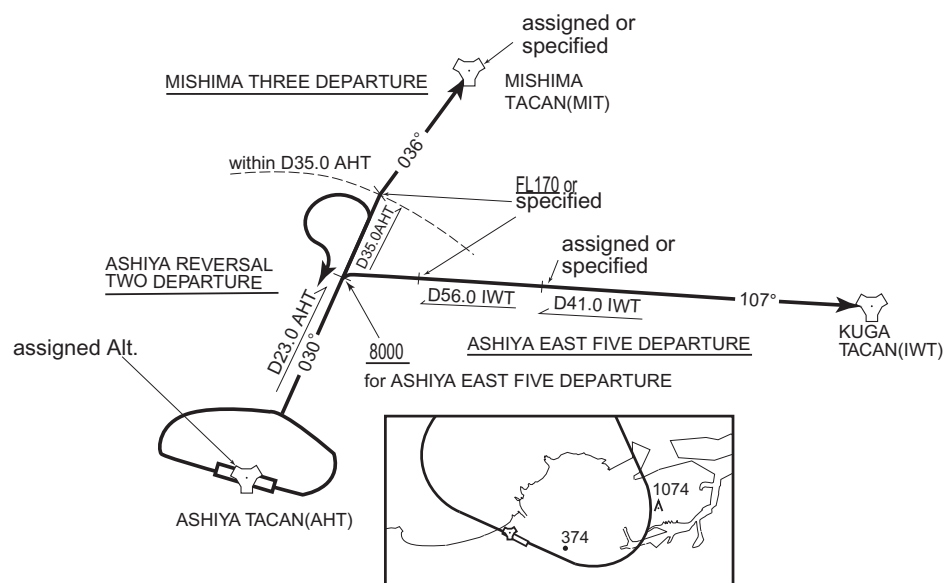 assigned or
specified
MISHIMA THREE DEPARTURE
MISHIMA
TACAN(MIT)
036°
within D35.0 AHT
FL170 or
specified
D35.0AHT
assigned or
specified
ASHIYA REVERSAL
TWO DEPARTURE
D56.0 IWT
D41.0 IWT
107°
D23.0 AHT
030°
KUGA
TACAN(IWT)
ASHIYA EAST FIVE DEPARTURE
assigned Alt.
8000
for ASHIYA EAST FIVE DEPARTURE
1074
374
ASHIYA TACAN(AHT)